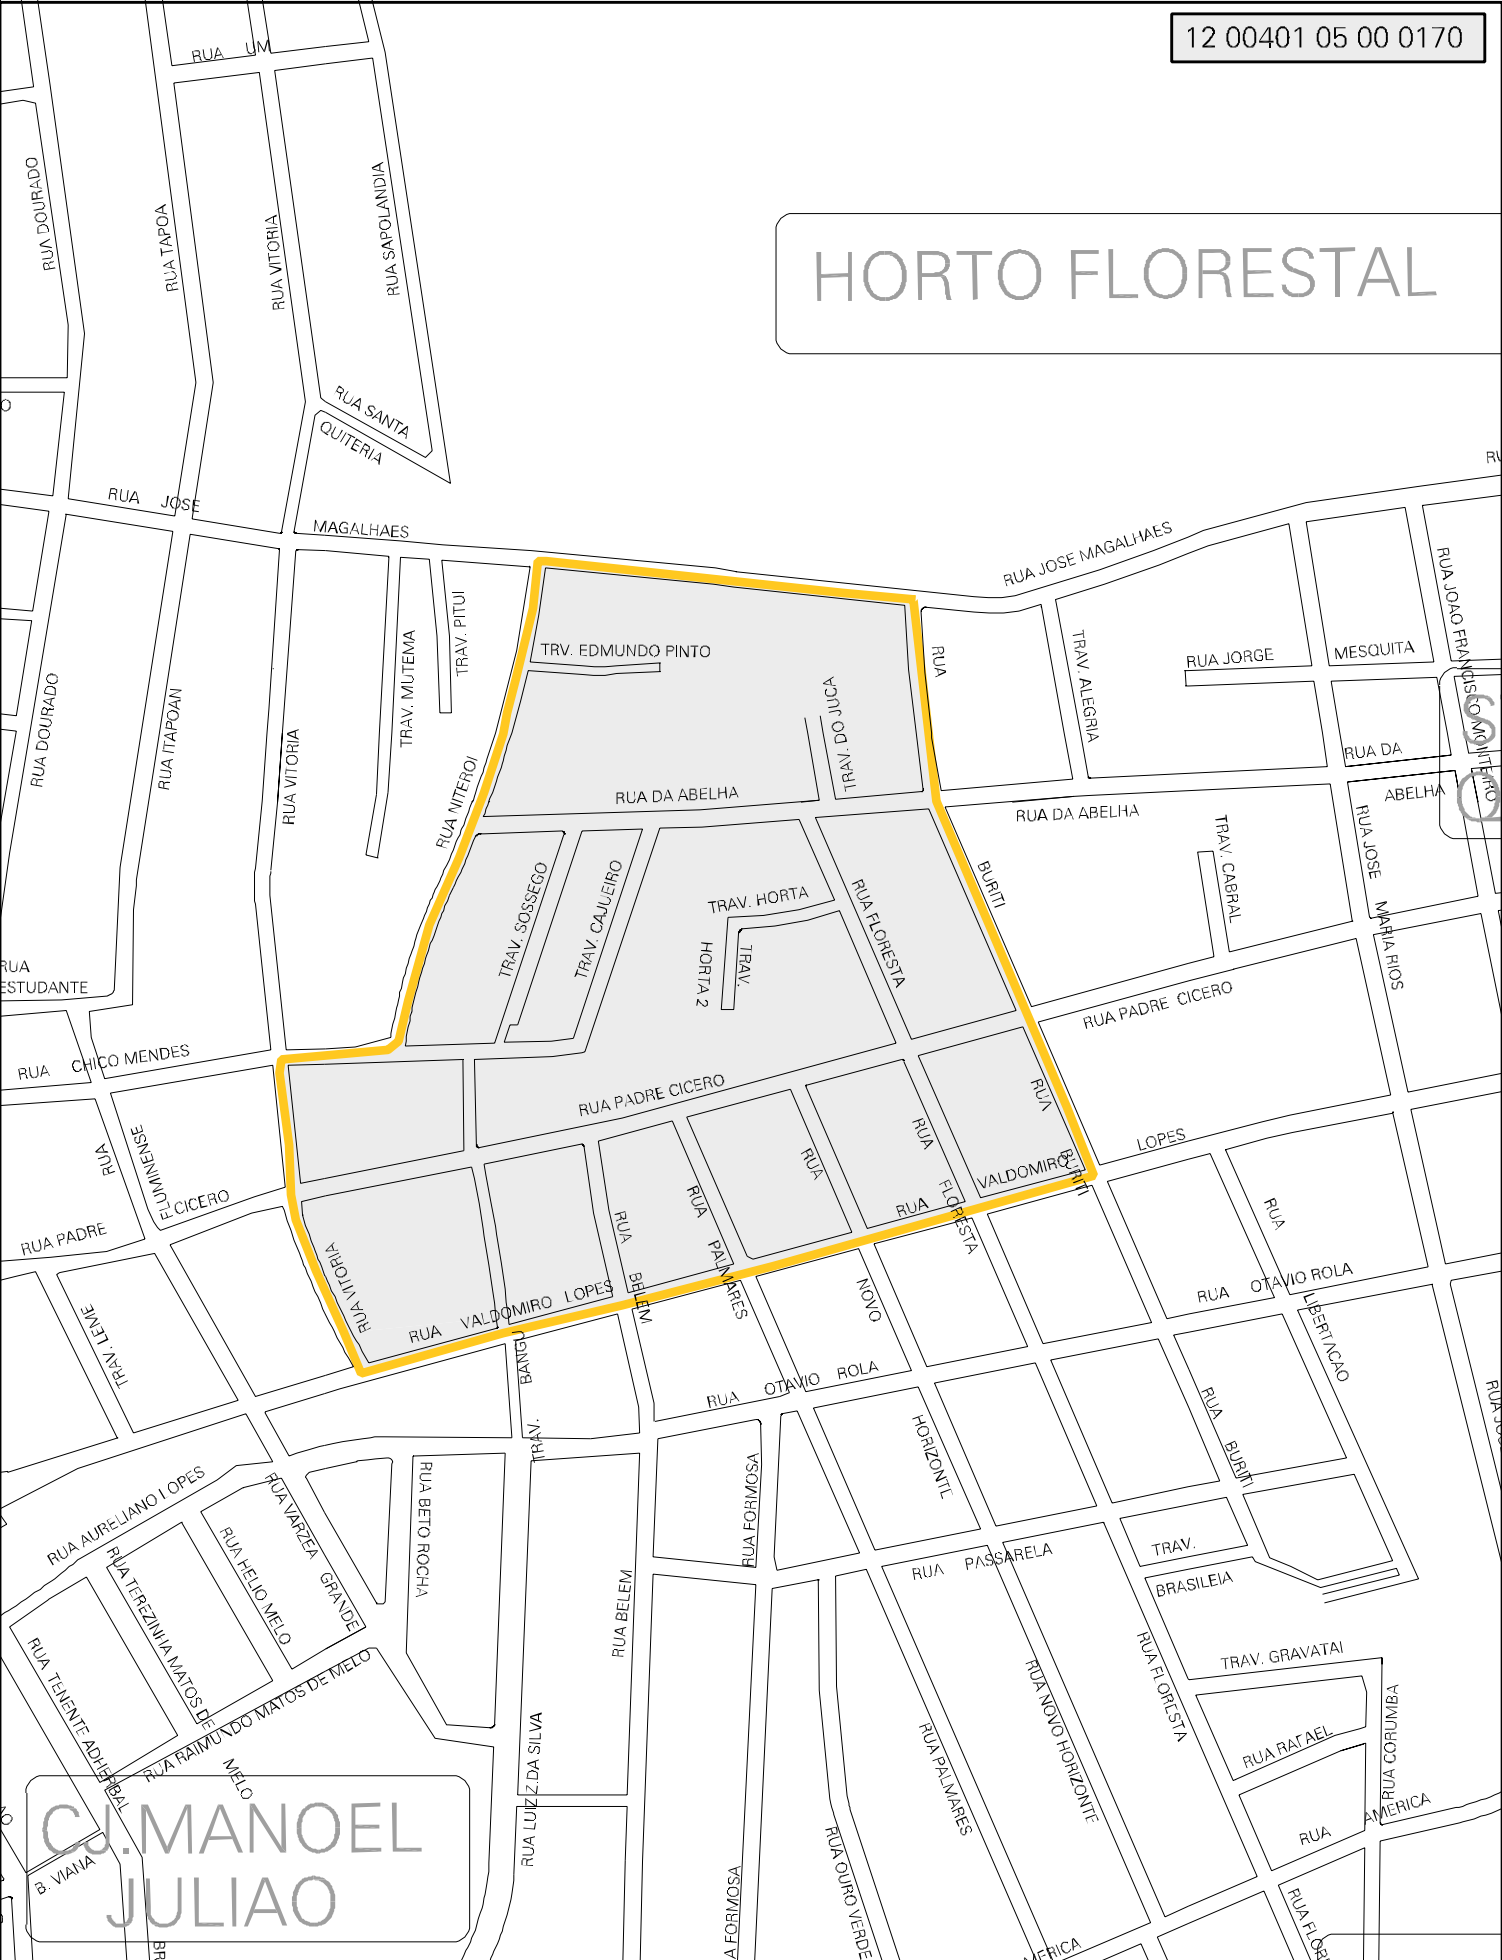 12 00401 05 00 0170
RUA UM
RUA DOURADO
RUA TAPOA
RUA VITORIA
RUA SAPOLANDIA
HORTO FLORESTAL
RUA SANTA
QUITERIA
RUA JOSE
MAGALHAES
RUA JOSE MAGALHAES
RUA JOAO FRANCISCO MONTEIRO
TRAV. PITUI
TRAV. MUTEMA
TRV. EDMUNDO PINTO
RUA
TRAV. ALEGRIA
RUA JORGE
MESQUITA
RUA DOURADO
RUA ITAPOAN
RUA VITORIA
RUA NITEROI
TRAV. DO JUCA
RUA DA
ABELHA
RUA DA ABELHA
RUA DA ABELHA
RUA JOSE
MARIA RIOS
TRAV. CABRAL
BURITI
TRAV. SOSSEGO
TRAV. CAJUEIRO
TRAV. HORTA
TRAV.
HORTA 2
RUA FLORESTA
RUA
ESTUDANTE
RUA PADRE CICERO
RUA CHICO MENDES
RUA PADRE CICERO
RUA
BURITI
RUA
FLUMINENSE
CICERO
RUA PADRE
LOPES
VALDOMIRO
RUA
RUA
FLORESTA
RUA
NOVO
HORIZONTE
RUA
PALMARES
RUA
BELEM
RUA VITORIA
RUA VALDOMIRO LOPES
RUA
LIBERTACAO
RUA OTAVIO ROLA
TRAV. LEME
BANGU
TRAV.
RUA OTAVIO ROLA
RUA
BURITI
RUA AURELIANO LOPES
RUA VARZEA
GRANDE
RUA BETO ROCHA
RUA FORMOSA
RUA HELIO MELO
RUA TEREZINHA MATOS DE
MELO
RUA BELEM
RUA PASSARELA
TRAV.
BRASILEIA
RUA TENENTE ADHERBAL
RUA RAIMUNDO MATOS DE MELO
TRAV. GRAVATAI
RUA FLORESTA
RUA NOVO HORIZONTE
RUA PALMARES
RUA RAFAEL
RUA CORUMBA
RUA LUIZ Z.DA SILVA
RUA AMERICA
CJ.MANOEL
JULIAO
B. VIANA
RUA OURO VERDE
A FORMOSA
MERICA
RUA FLOR